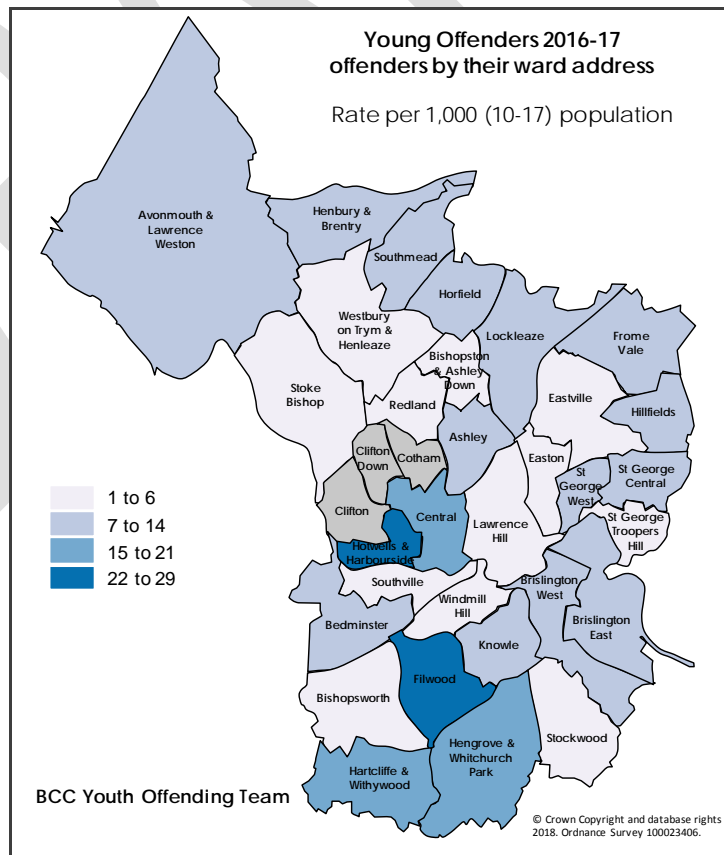 Young Offenders 2016-17
offenders by their ward address
Rate per 1,000 (10-17) population
Avonmouth &
Lawrence
Weston
Henbury &
Brentry
Southmead
Horfield
Westbury
on Trym &
Henleaze
Lockleaze
Frome
Vale
Bishopston
& Ashley
Down
Stoke
Bishop
Eastville
Redland
Hillfields
Ashley
Clifton
Down
Cotham
Easton
St
George
West
St George
Central
Clifton
Central
Lawrence
Hill
St George
Troopers
Hill
Hotwells &
Harbourside
Southville
Windmill
Hill
Brislington
West
Brislington
East
Bedminster
Knowle
Filwood
Bishopsworth
Stockwood
Hengrove &
Whitchurch
Park
Hartcliffe &
Withywood
1 to 6
7 to 14
15 to 21
22 to 29
BCC Youth Offending Team
© Crown Copyright and database rights
2018. Ordnance Survey 100023406.